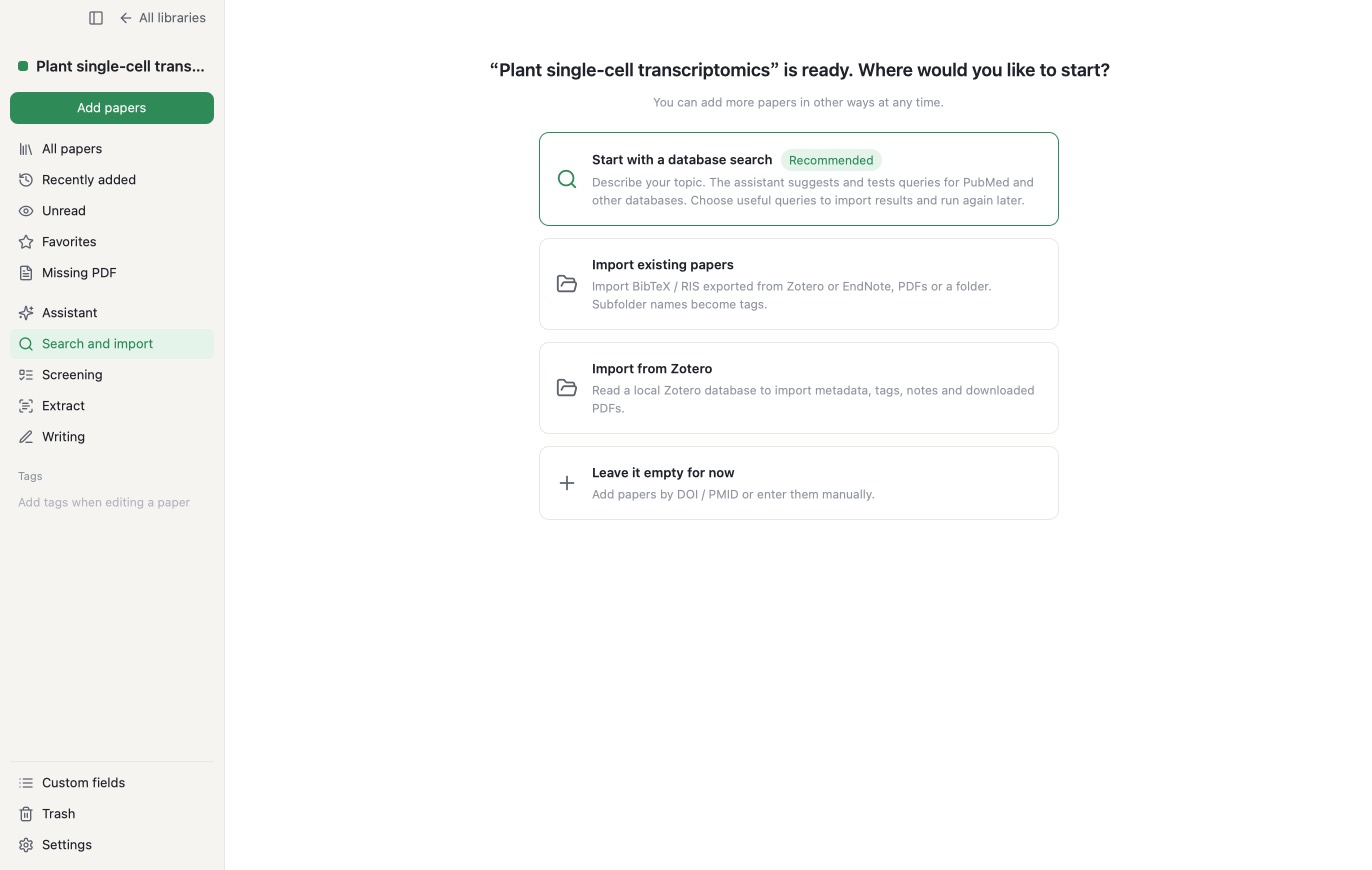 All libraries
Plant single-cell trans...
Add papers
All papers
Recently added
Unread
Favorites
Missing PDF
Assistant
Search and import
Screening
Extract
Writing
Tags
Add tags when editing a paper
Custom fields
Trash
Settings
“Plant single-cell transcriptomics” is ready. Where would you like to start?
You can add more papers in other ways at any time.
Start with a database search Recommended
Describe your topic. The assistant suggests and tests queries for PubMed and
other databases. Choose useful queries to import results and run again later.
Import existing papers
Import BibTeX / RIS exported from Zotero or EndNote, PDFs or a folder.
Subfolder names become tags.
Import from Zotero
Read a local Zotero database to import metadata, tags, notes and downloaded
PDFs.
Leave it empty for now
Add papers by DOI / PMID or enter them manually.